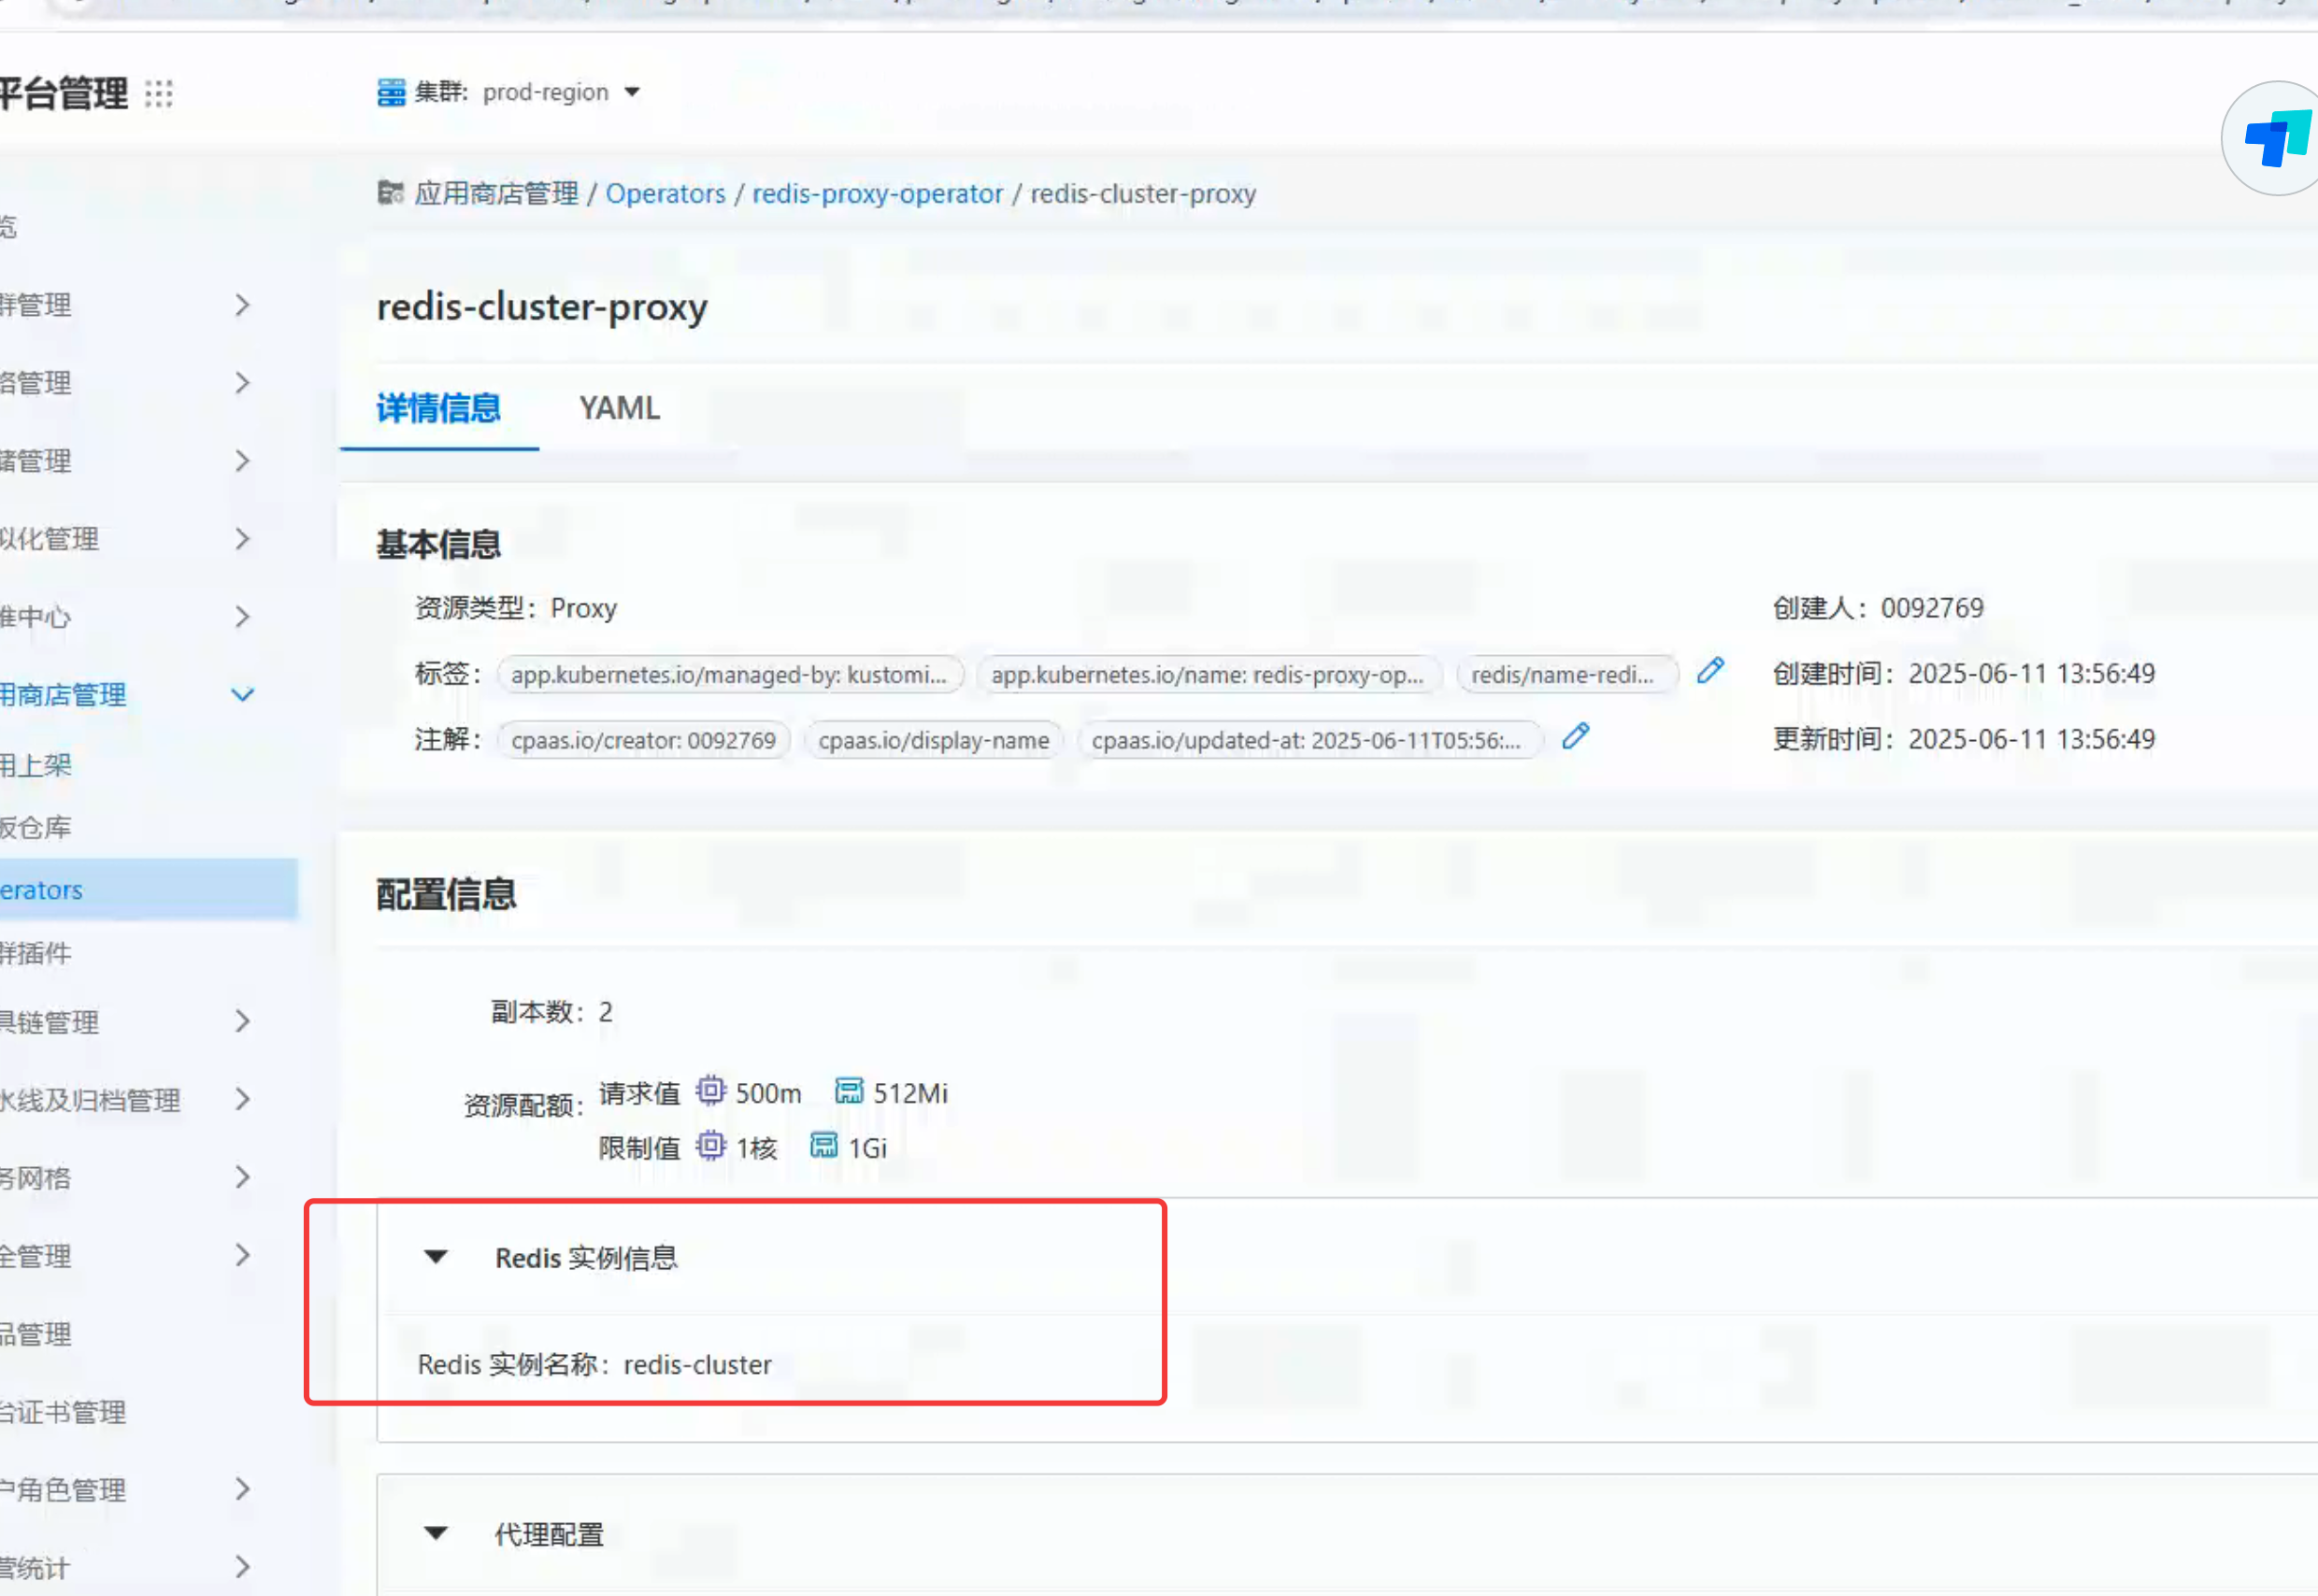 平台管理
集群: prod-region
应用商店管理 / Operators / redis-proxy-operator / redis-cluster-proxy
redis-cluster-proxy
详情信息 YAML
基本信息
资源类型: Proxy
创建人: 0092769
标签: app.kubernetes.io/managed-by: kustomi... app.kubernetes.io/name: redis-proxy-op... redis/name-redi...
创建时间: 2025-06-11 13:56:49
注解: cpaas.io/creator: 0092769 cpaas.io/display-name cpaas.io/updated-at: 2025-06-11T05:56:...
更新时间: 2025-06-11 13:56:49
配置信息
副本数: 2
资源配额:
请求值 500m 512Mi
限制值 1核 1Gi
Redis 实例信息
Redis 实例名称: redis-cluster
代理配置
览
群管理
络管理
储管理
拟化管理
维中心
用商店管理
用上架
板仓库
erators
群插件
具链管理
水线及归档管理
务网格
全管理
品管理
台证书管理
户角色管理
营统计